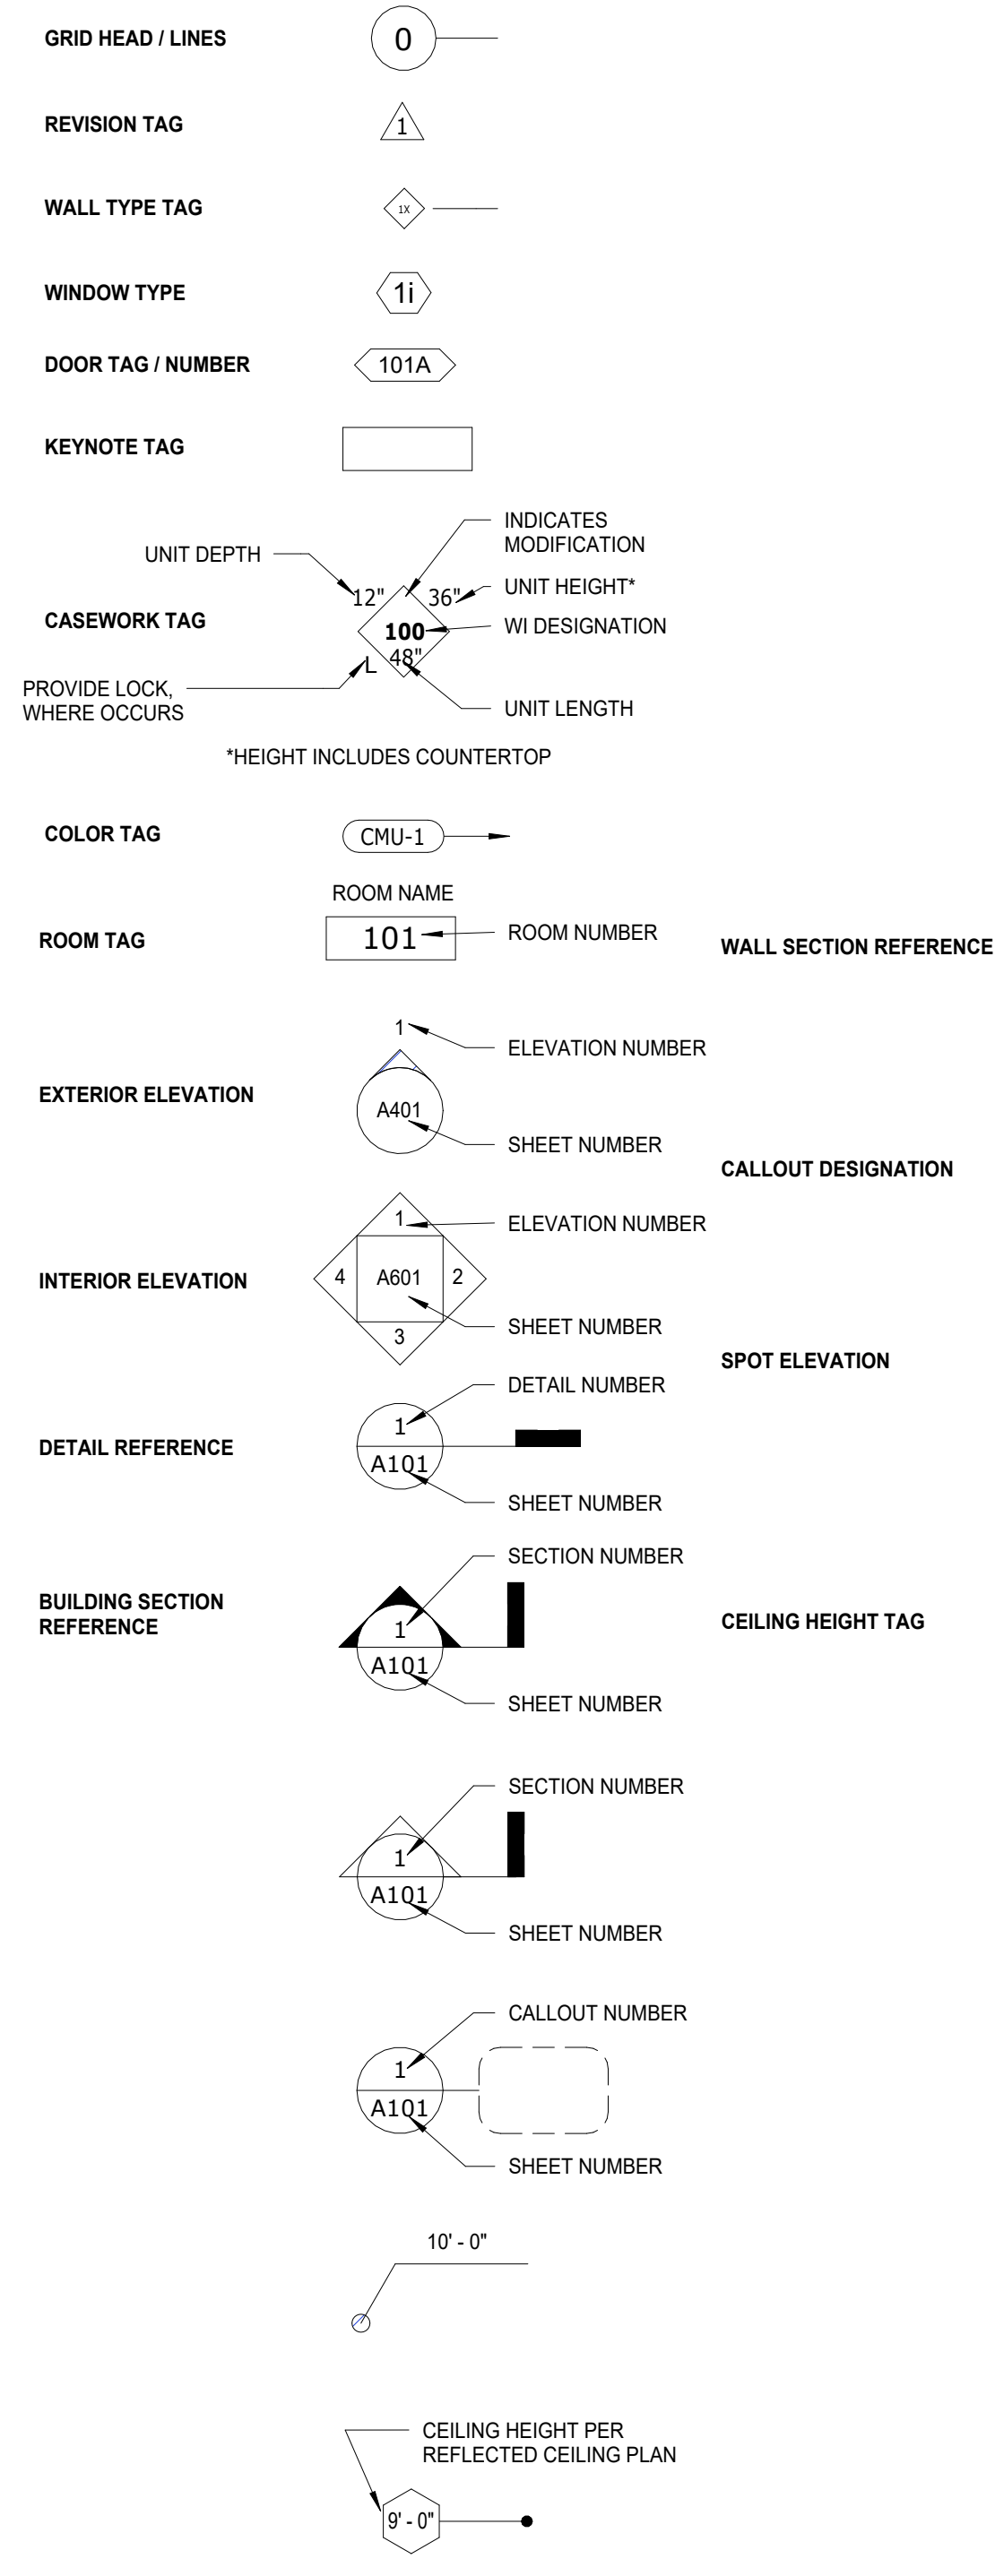 GRID HEAD / LINES
0
REVISION TAG
1
WALL TYPE TAG
1X
WINDOW TYPE
1i
DOOR TAG / NUMBER
101A
KEYNOTE TAG
INDICATES
MODIFICATION
UNIT DEPTH
12"
36"
UNIT HEIGHT*
CASEWORK TAG
100
WI DESIGNATION
48"
L
PROVIDE LOCK,
WHERE OCCURS
UNIT LENGTH
*HEIGHT INCLUDES COUNTERTOP
COLOR TAG
CMU-1
ROOM NAME
ROOM TAG
101
ROOM NUMBER
WALL SECTION REFERENCE
1
ELEVATION NUMBER
EXTERIOR ELEVATION
A401
SHEET NUMBER
CALLOUT DESIGNATION
1
ELEVATION NUMBER
INTERIOR ELEVATION
4
A601
2
SHEET NUMBER
3
SPOT ELEVATION
DETAIL NUMBER
1
DETAIL REFERENCE
A101
SHEET NUMBER
SECTION NUMBER
BUILDING SECTION
REFERENCE
1
CEILING HEIGHT TAG
A101
SHEET NUMBER
SECTION NUMBER
1
A101
SHEET NUMBER
CALLOUT NUMBER
1
A101
SHEET NUMBER
10' - 0"
CEILING HEIGHT PER
REFLECTED CEILING PLAN
9' - 0"